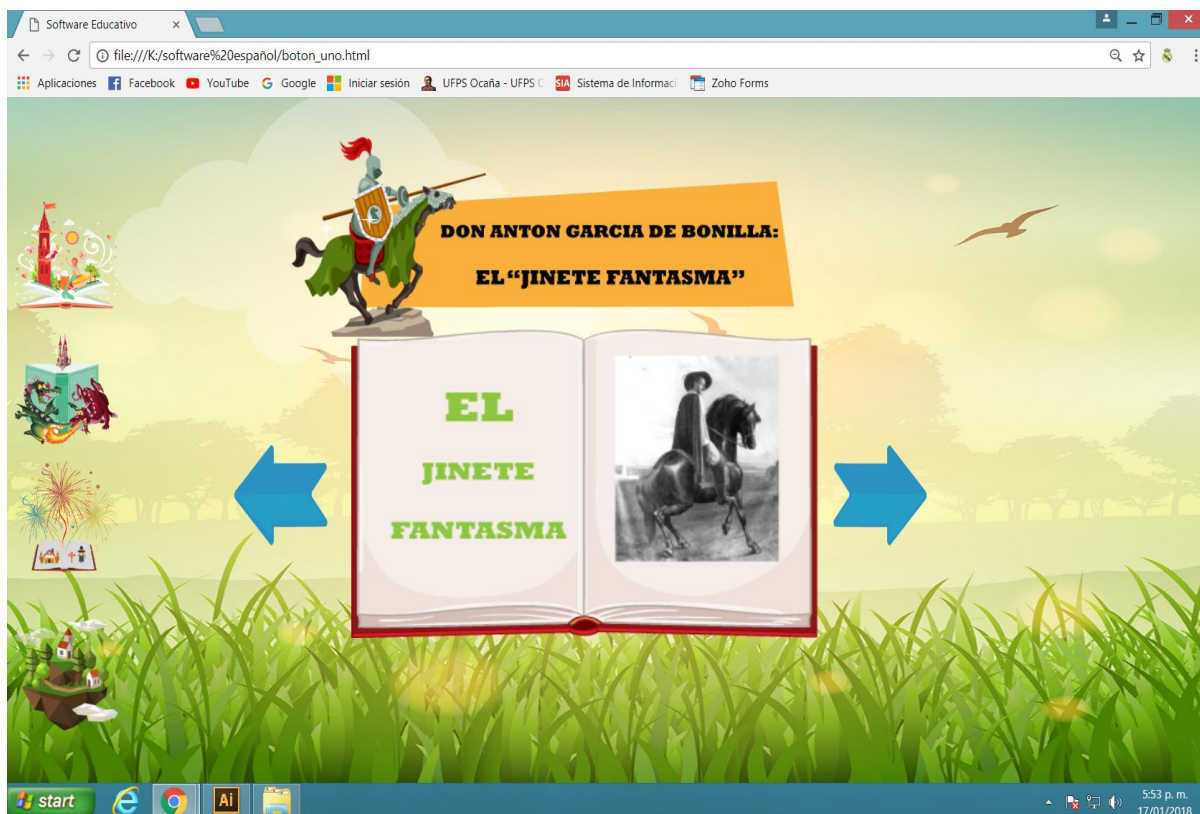 Software Educativo
file:///K:/software%20español/boton_uno.html
Aplicaciones Facebook YouTube Google Iniciar sesión UFPS Ocaña - UFPS SIA Sistema de Informaci Zoho Forms
DON ANTON GARCIA DE BONILLA:
EL “JINETE FANTASMA”
EL
JINETE
FANTASMA
start Ai
5:53 p. m.
17/01/2018